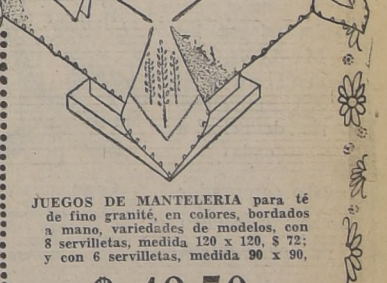 JUEGOS DE MANTELERIA para té
de fino granité, en colores, bordados
a mano, variedades de modelos, con
8 servilletas, medida 120 x 120, $ 72;
y con 6 servilletas, medida 90 x 90,